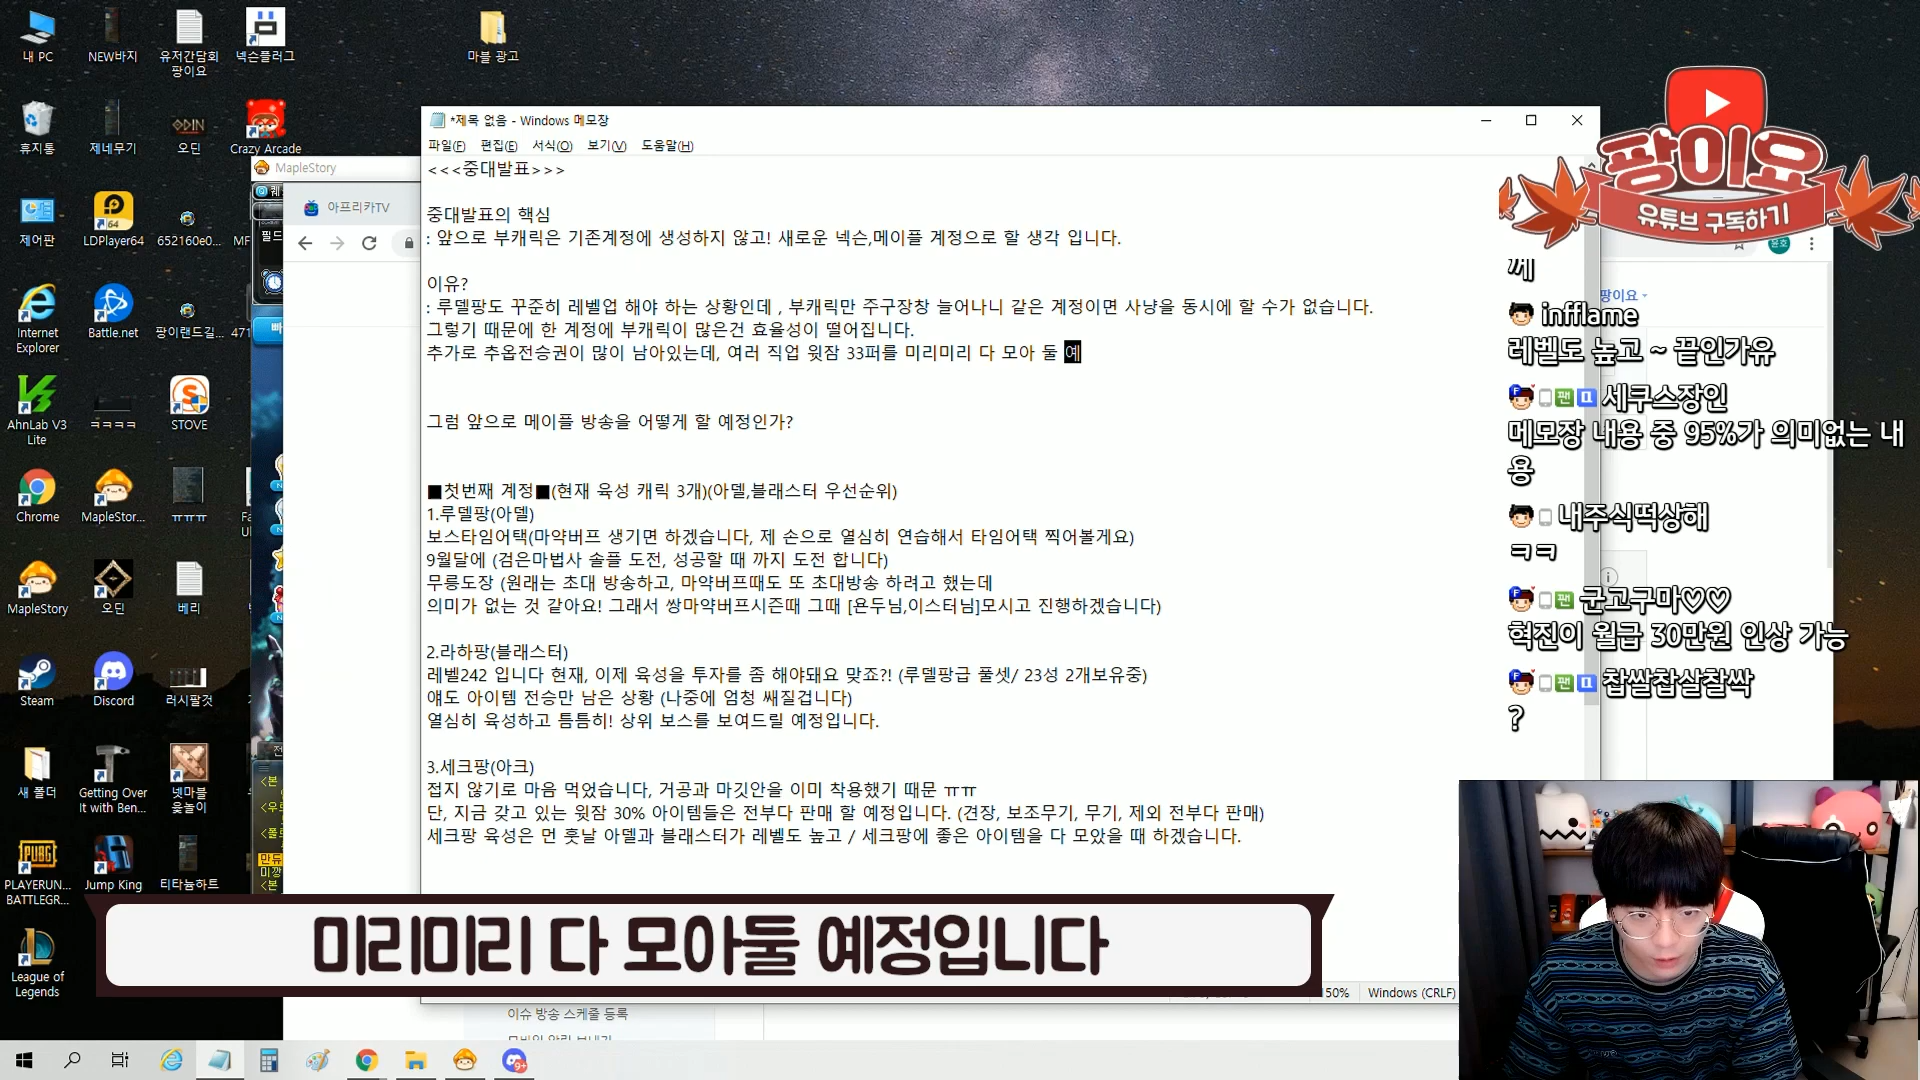 내 PC
NEW바지
유저간담회
팡이요
넥슨플러그
마블 광고
휴지통
제네무기
ODIN
오딘
Crazy Arcade
제어판
LDPlayer64
652160e0...
Internet
Explorer
Battle.net
팡이랜드길...
AhnLab V3
Lite
ㅋㅋㅋㅋ
STOVE
Chrome
MapleStor...
ㅠㅠㅠ
MapleStory
오딘
베리
Steam
Discord
러시팔것
새 폴더
Getting Over
It with Ben...
넷마블
윷놀이
PLAYERUN...
BATTLEGR...
Jump King
티타늄하트
League of
Legends
MapleStory
아프리카TV
*제목 없음 - Windows 메모장
파일(F) 편집(E) 서식(O) 보기(V) 도움말(H)
<<<중대발표>>>
중대발표의 핵심
: 앞으로 부캐릭은 기존계정에 생성하지 않고! 새로운 넥슨,메이플 계정으로 할 생각 입니다.
이유?
: 루델팡도 꾸준히 레벨업 해야 하는 상황인데 , 부캐릭만 주구장창 늘어나니 같은 계정이면 사냥을 동시에 할 수가 없습니다.
그렇기 때문에 한 계정에 부캐릭이 많은건 효율성이 떨어집니다.
추가로 추옵전승권이 많이 남아있는데, 여러 직업 윗잠 33퍼를 미리미리 다 모아 둘 예
그럼 앞으로 메이플 방송을 어떻게 할 예정인가?
■첫번째 계정■(현재 육성 캐릭 3개)(아델,블래스터 우선순위)
1.루델팡(아델)
보스타임어택(마약버프 생기면 하겠습니다, 제 손으로 열심히 연습해서 타임어택 찍어볼게요)
9월달에 (검은마법사 솔플 도전, 성공할 때 까지 도전 합니다)
무릉도장 (원래는 초대 방송하고, 마약버프때도 또 초대방송 하려고 했는데
의미가 없는 것 같아요! 그래서 쌍마약버프시즌때 그때 [욘두님,이스터님]모시고 진행하겠습니다)
2.라하팡(블래스터)
레벨242 입니다 현재, 이제 육성을 투자를 좀 해야돼요 맞죠?! (루델팡급 풀셋/ 23성 2개보유중)
얘도 아이템 전승만 남은 상황 (나중에 엄청 쌔질겁니다)
열심히 육성하고 틈틈히! 상위 보스를 보여드릴 예정입니다.
3.세크팡(아크)
접지 않기로 마음 먹었습니다, 거공과 마깃안을 이미 착용했기 때문 ㅠㅠ
단, 지금 갖고 있는 윗잠 30% 아이템들은 전부다 판매 할 예정입니다. (견장, 보조무기, 무기, 제외 전부다 판매)
세크팡 육성은 먼 훗날 아델과 블래스터가 레벨도 높고 / 세크팡에 좋은 아이템을 다 모았을 때 하겠습니다.
150% Windows (CRLF)
이슈 방송 스케줄 등록
팡이요
유튜브 구독하기
윤호
팡이요
께
infflame
레벨도 높고 ~ 끝인가유
팬 세쿠스장인
메모장 내용 중 95%가 의미없는 내
용
내주식떡상해
ㅋㅋ
팬 군고구마♡♡
혁진이 월급 30만원 인상 가능
팬 찹쌀찹살찰싹
?
미리미리 다 모아둘 예정입니다